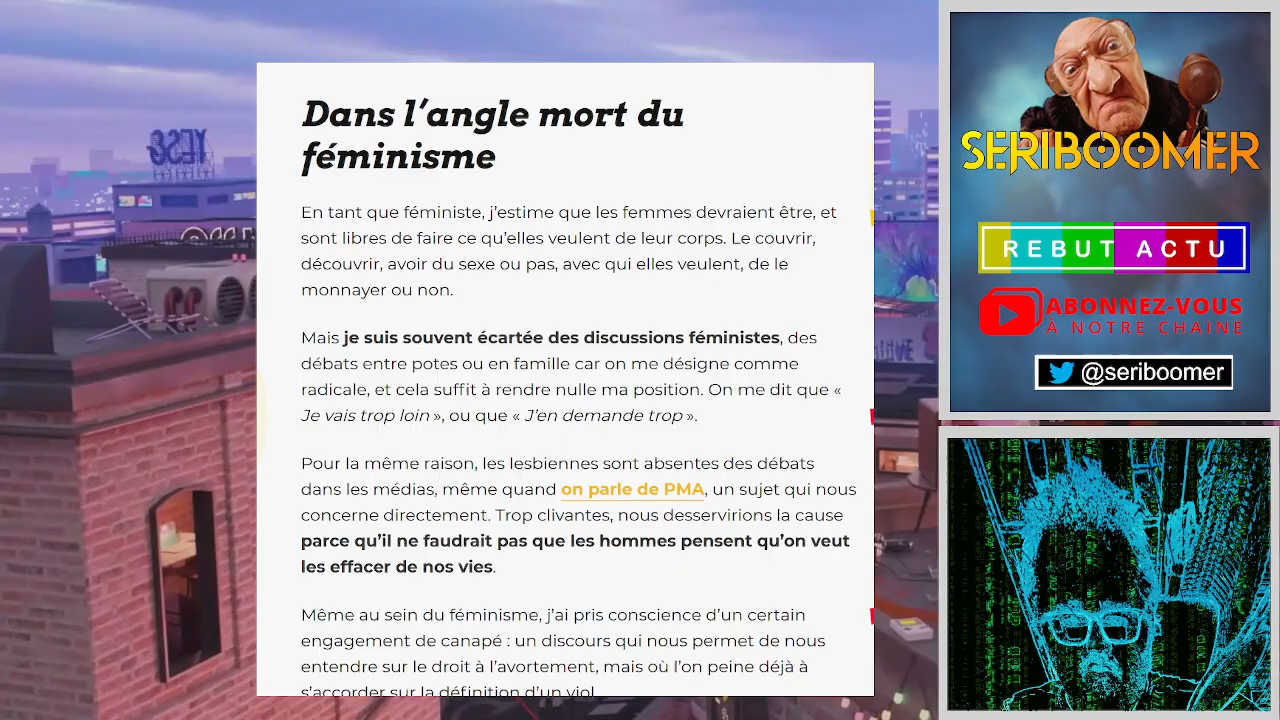 Dans l'angle mort du
féminisme
En tant que féministe, j'estime que les femmes devraient être, et
sont libres de faire ce qu'elles veulent de leur corps. Le couvrir,
découvrir, avoir du sexe ou pas, avec qui elles veulent, de le
monnayer ou non.
Mais je suis souvent écartée des discussions féministes, des
débats entre potes ou en famille car on me désigne comme
radicale, et cela suffit à rendre nulle ma position. On me dit que «
Je vais trop loin », ou que « J'en demande trop ».
Pour la même raison, les lesbiennes sont absentes des débats
dans les médias, même quand on parle de PMA, un sujet qui nous
concerne directement. Trop clivantes, nous desservirions la cause
parce qu'il ne faudrait pas que les hommes pensent qu'on veut
les effacer de nos vies.
Même au sein du féminisme, j'ai pris conscience d'un certain
engagement de canapé : un discours qui nous permet de nous
entendre sur le droit à l'avortement, mais où l'on peine déjà à
s'accorder sur la définition d'un viol.
SERIBOOMER
REBUT ACTU
ABONNEZ-VOUS
À NOTRE CHAINE
@seriboomer